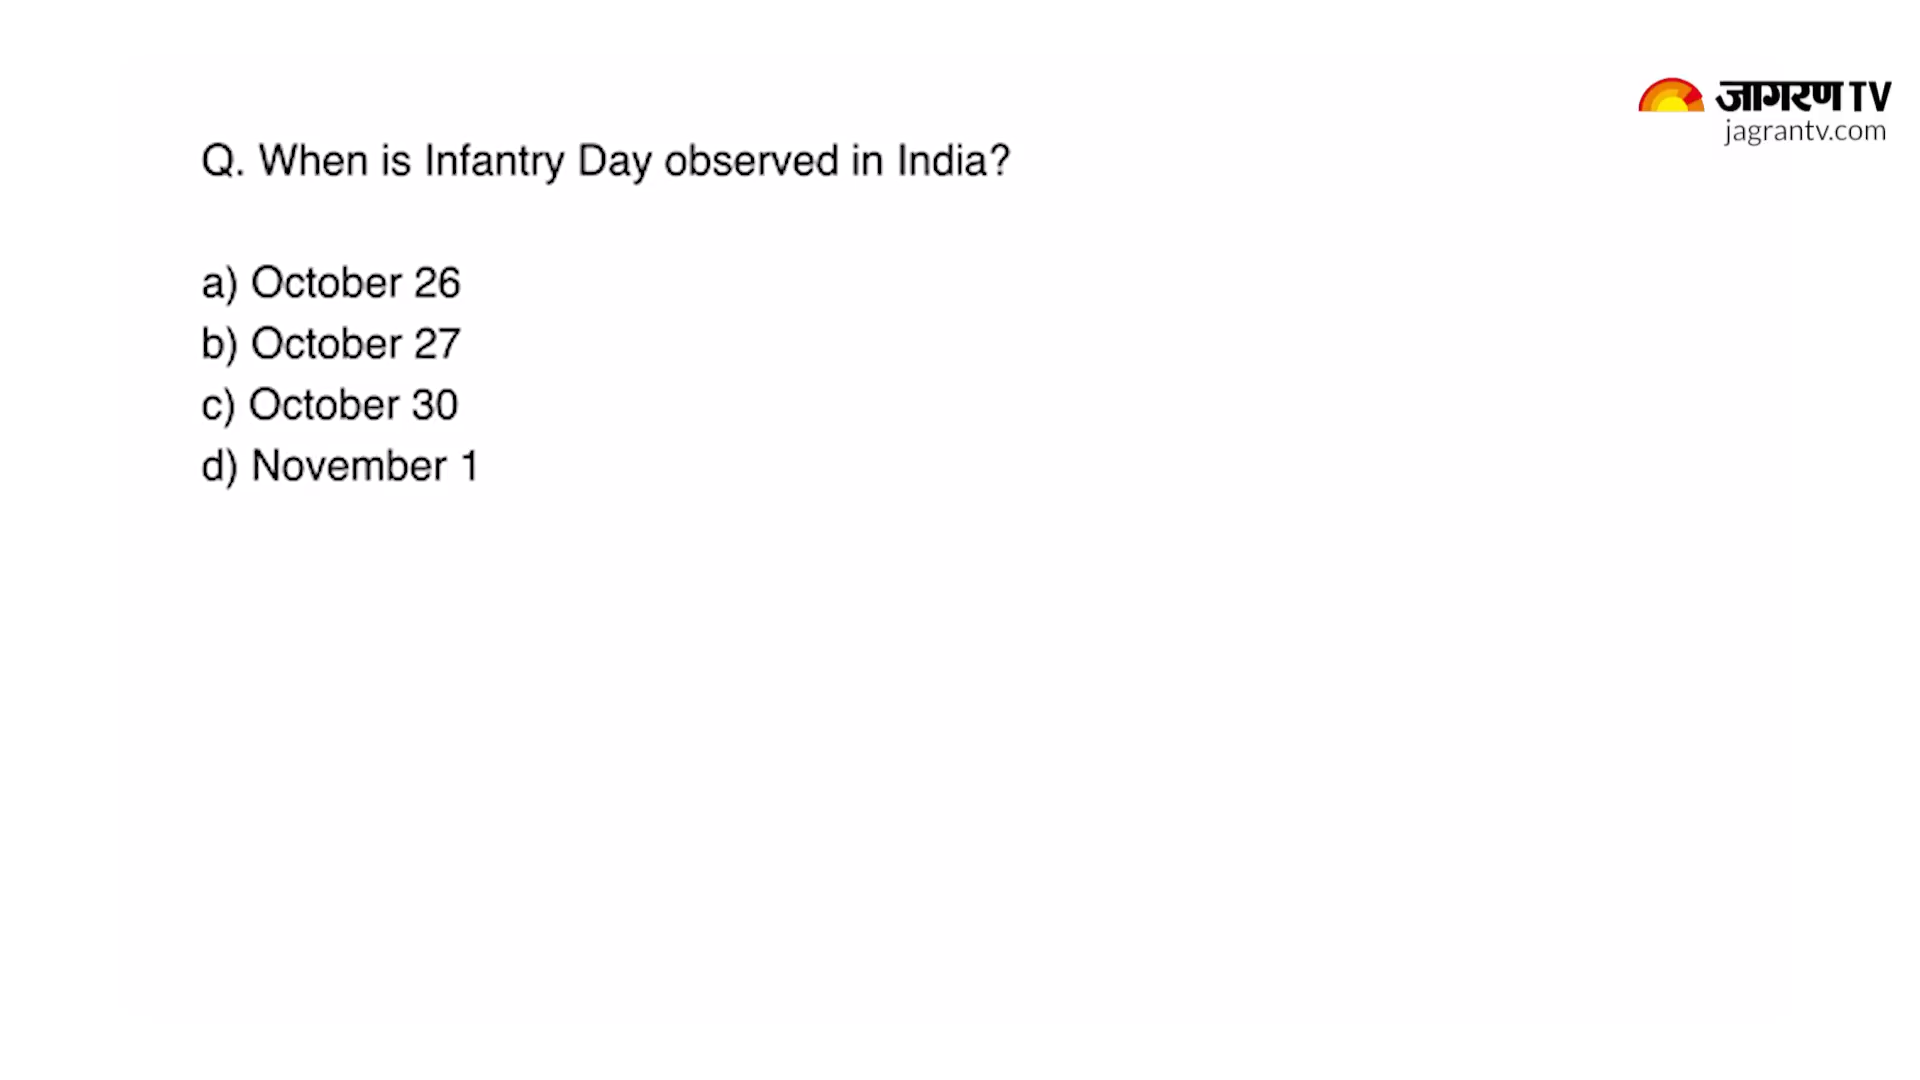 जागरण TV
jagrantv.com
Q. When is Infantry Day observed in India?
a) October 26
b) October 27
c) October 30
d) November 1